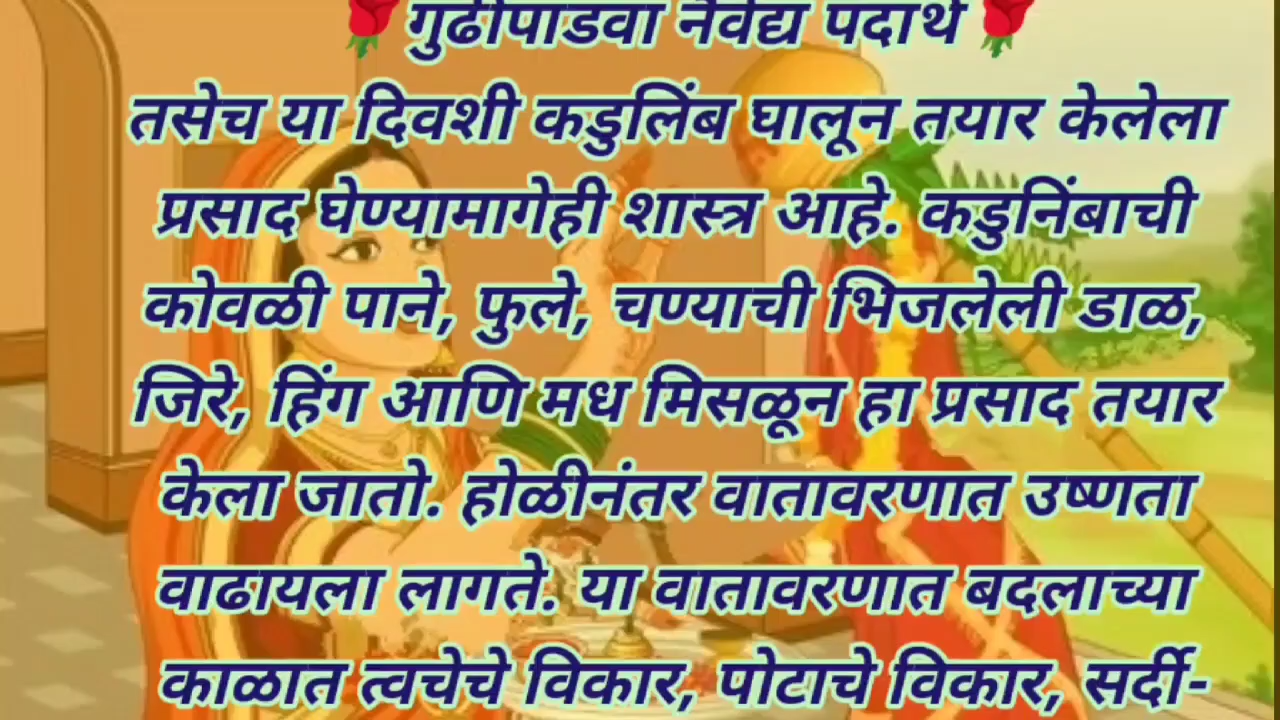 🌹गुढीपाडवा नैवेद्य पदार्थ🌹
तसेच या दिवशी कडुलिंब घालून तयार केलेला
प्रसाद घेण्यामागेही शास्त्र आहे. कडुनिंबाची
कोवळी पाने, फुले, चण्याची भिजलेली डाळ,
जिरे, हिंग आणि मध मिसळून हा प्रसाद तयार
केला जातो. होळीनंतर वातावरणात उष्णता
वाढायला लागते. या वातावरणात बदलाच्या
काळात त्वचेचे विकार, पोटाचे विकार, सर्दी-